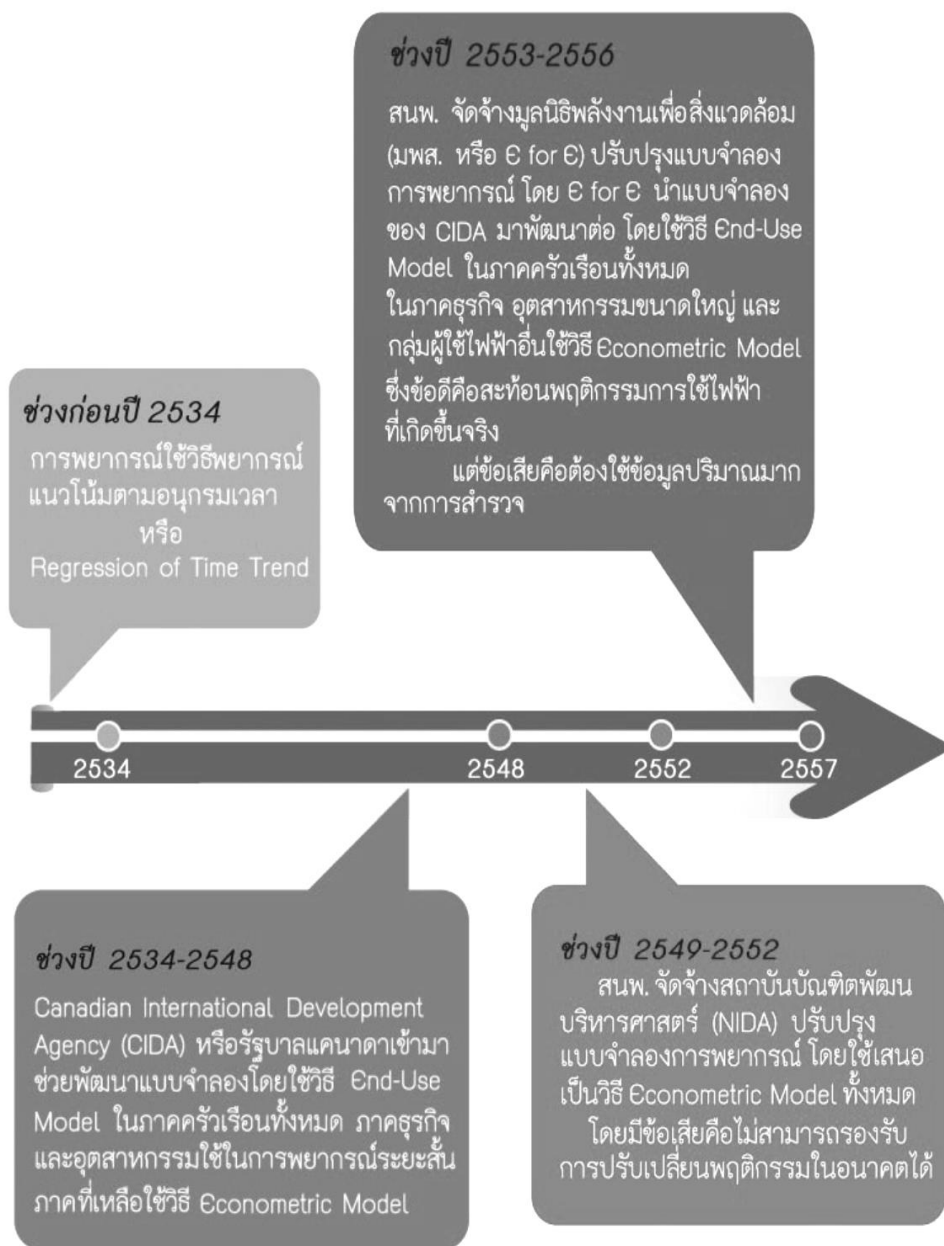 ช่วงปี 2553-2556
สนพ. จัดจ้างมูลนิธิพลังงานเพื่อสิ่งแวดล้อม
(มพส. หรือ E for E) ปรับปรุงแบบจำลอง
การพยากรณ์ โดย E for E นำแบบจำลอง
ของ CIDA มาพัฒนาต่อ โดยใช้วิธี End-Use
Model ในภาคครัวเรือนทั้งหมด
ในภาคธุรกิจ อุตสาหกรรมขนาดใหญ่ และ
กลุ่มผู้ใช้ไฟฟ้าอื่นใช้วิธี Econometric Model
ซึ่งข้อดีคือสะท้อนพฤติกรรมการใช้ไฟฟ้า
ที่เกิดขึ้นจริง
แต่ข้อเสียคือต้องใช้ข้อมูลปริมาณมาก
จากการสำรวจ
ช่วงก่อนปี 2534
การพยากรณ์ใช้วิธีพยากรณ์
แนวโน้มตามอนุกรมเวลา
หรือ
Regression of Time Trend
2534 2548 2552 2557
ช่วงปี 2534-2548
Canadian International Development
Agency (CIDA) หรือรัฐบาลแคนาดาเข้ามา
ช่วยพัฒนาแบบจำลองโดยใช้วิธี End-Use
Model ในภาคครัวเรือนทั้งหมด ภาคธุรกิจ
และอุตสาหกรรมใช้ในการพยากรณ์ระยะสั้น
ภาคที่เหลือใช้วิธี Econometric Model
ช่วงปี 2549-2552
สนพ. จัดจ้างสถาบันบัณฑิตพัฒน
บริหารศาสตร์ (NIDA) ปรับปรุง
แบบจำลองการพยากรณ์ โดยใช้เสนอ
เป็นวิธี Econometric Model ทั้งหมด
โดยมีข้อเสียคือไม่สามารถรองรับ
การปรับเปลี่ยนพฤติกรรมในอนาคตได้